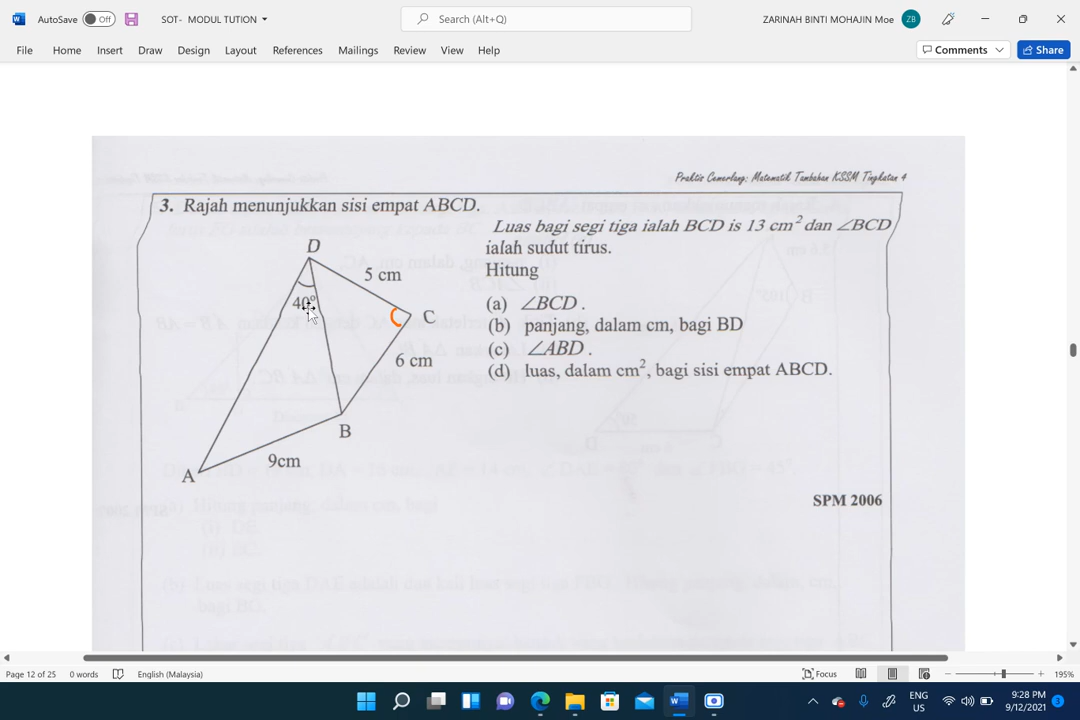 AutoSave Off SOT- MODUL TUTION Search (Alt+Q) ZARINAH BINTI MOHAJIN Moe ZB
File Home Insert Draw Design Layout References Mailings Review View Help Comments Share
Praktis Cemerlang: Matematik Tambahan KSSM Tingkatan 4
3. Rajah menunjukkan sisi empat ABCD.
Luas bagi segi tiga ialah BCD is 13 cm² dan ∠BCD
ialah sudut tirus.
Hitung
(a) ∠BCD .
(b) panjang, dalam cm, bagi BD
(c) ∠ABD .
(d) luas, dalam cm², bagi sisi empat ABCD.
D
5 cm
40°
C
6 cm
B
9cm
A
SPM 2006
Page 12 of 25 0 words English (Malaysia) Focus 195%
ENG
US
9:28 PM
9/12/2021
3